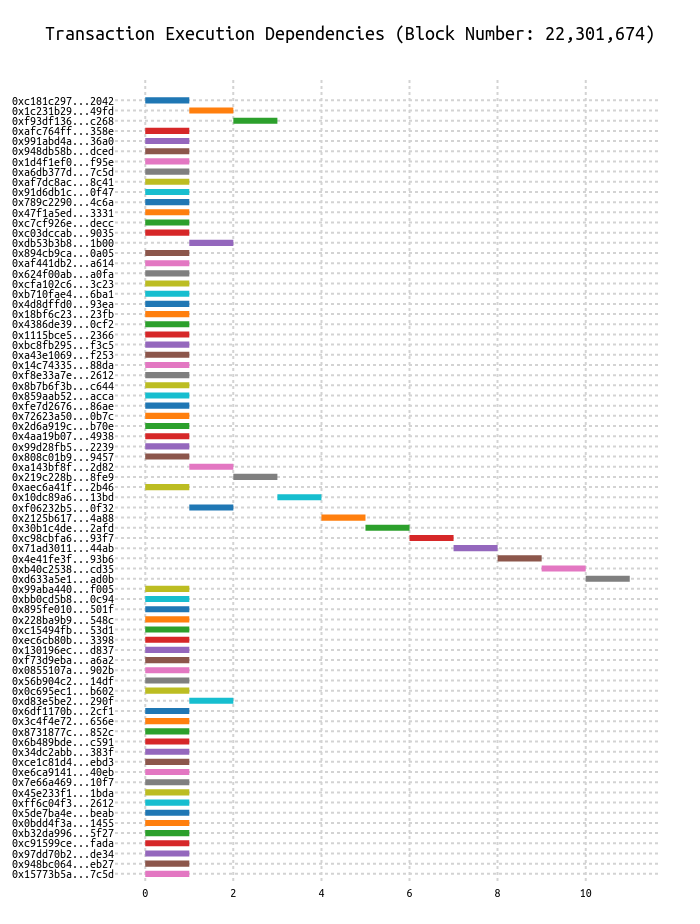 Transaction Execution Dependencies (Block Number: 22,301,674)
0xc181c297...2042
0x1c231b29...49fd
0xf93df136...c268
0xafc764ff...358e
0x991abd4a...36a0
0x948db58b...dced
0x1d4f1ef0...f95e
0xa6db377d...7c5d
0xaf7dc8ac...8c41
0x91d6db1c...0f47
0x789c2290...4c6a
0x47f1a5ed...3331
0xc7cf926e...decc
0xc03dccab...9035
0xdb53b3b8...1b00
0x894cb9ca...0a05
0xaf441db2...a614
0x624f00ab...a0fa
0xcfa102c6...3c23
0xb710fae4...6ba1
0x4d8dffd0...93ea
0x18bf6c23...23fb
0x4386de39...0cf2
0x1115bce5...2366
0xbc8fb295...f3c5
0xa43e1069...f253
0x14c74335...88da
0xf8e33a7e...2612
0x8b7b6f3b...c644
0x859aab52...acca
0xfe7d2676...86ae
0x72623a50...0b7c
0x2d6a919c...b70e
0x4aa19b07...4938
0x99d28fb5...2239
0x808c01b9...9457
0xa143bf8f...2d82
0x219c228b...8fe9
0xaec6a41f...2b46
0x10dc89a6...13bd
0xf06232b5...0f32
0x2125b617...4a88
0x30b1c4de...2afd
0xc98cbfa6...93f7
0x71ad3011...44ab
0x4e41fe3f...93b6
0xb40c2538...cd35
0xd633a5e1...ad0b
0x99aba440...f005
0xbb0cd5b8...0c94
0x895fe010...501f
0x228ba9b9...548c
0xc15494fb...53d1
0xec6cb80b...3398
0x130196ec...d837
0xf73d9eba...a6a2
0x0855107a...902b
0x56b904c2...14df
0x0c695ec1...b602
0xd83e5be2...290f
0x6df1170b...2cf1
0x3c4f4e72...656e
0x8731877c...852c
0x6b489bde...c591
0x34dc2abb...383f
0xce1c81d4...ebd3
0xe6ca9141...40eb
0x7e66a469...10f7
0x45e233f1...1bda
0xff6c04f3...2612
0x5de7ba4e...beab
0x0bdd4f3a...1455
0xb32da996...5f27
0xc91599ce...fada
0x97dd70b2...de34
0x948bc064...eb27
0x15773b5a...7c5d
0 2 4 6 8 10